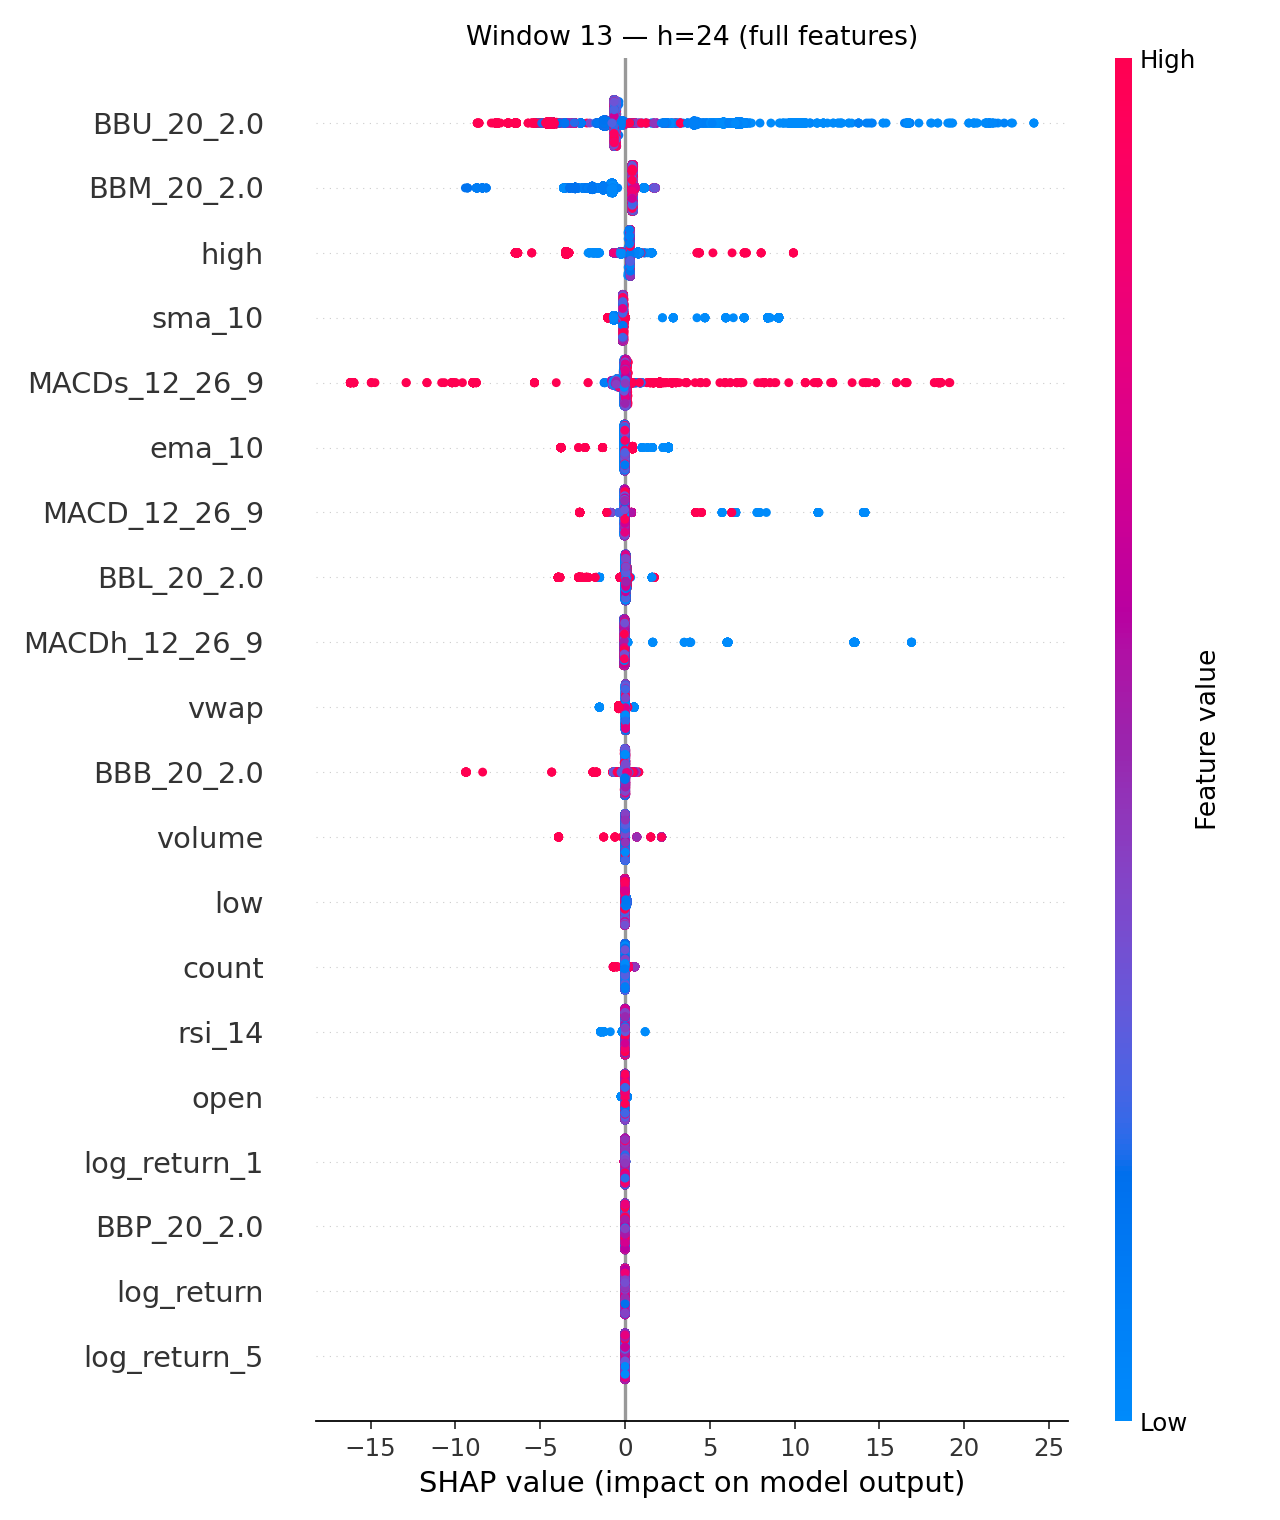 Window 13 — h=24 (full features)
High
BBU_20_2.0
BBM_20_2.0
high
sma_10
MACDs_12_26_9
ema_10
MACD_12_26_9
BBL_20_2.0
MACDh_12_26_9
vwap
BBB_20_2.0
volume
low
count
rsi_14
open
log_return_1
BBP_20_2.0
log_return
log_return_5
Feature value
Low
−15 −10 −5 0 5 10 15 20 25
SHAP value (impact on model output)